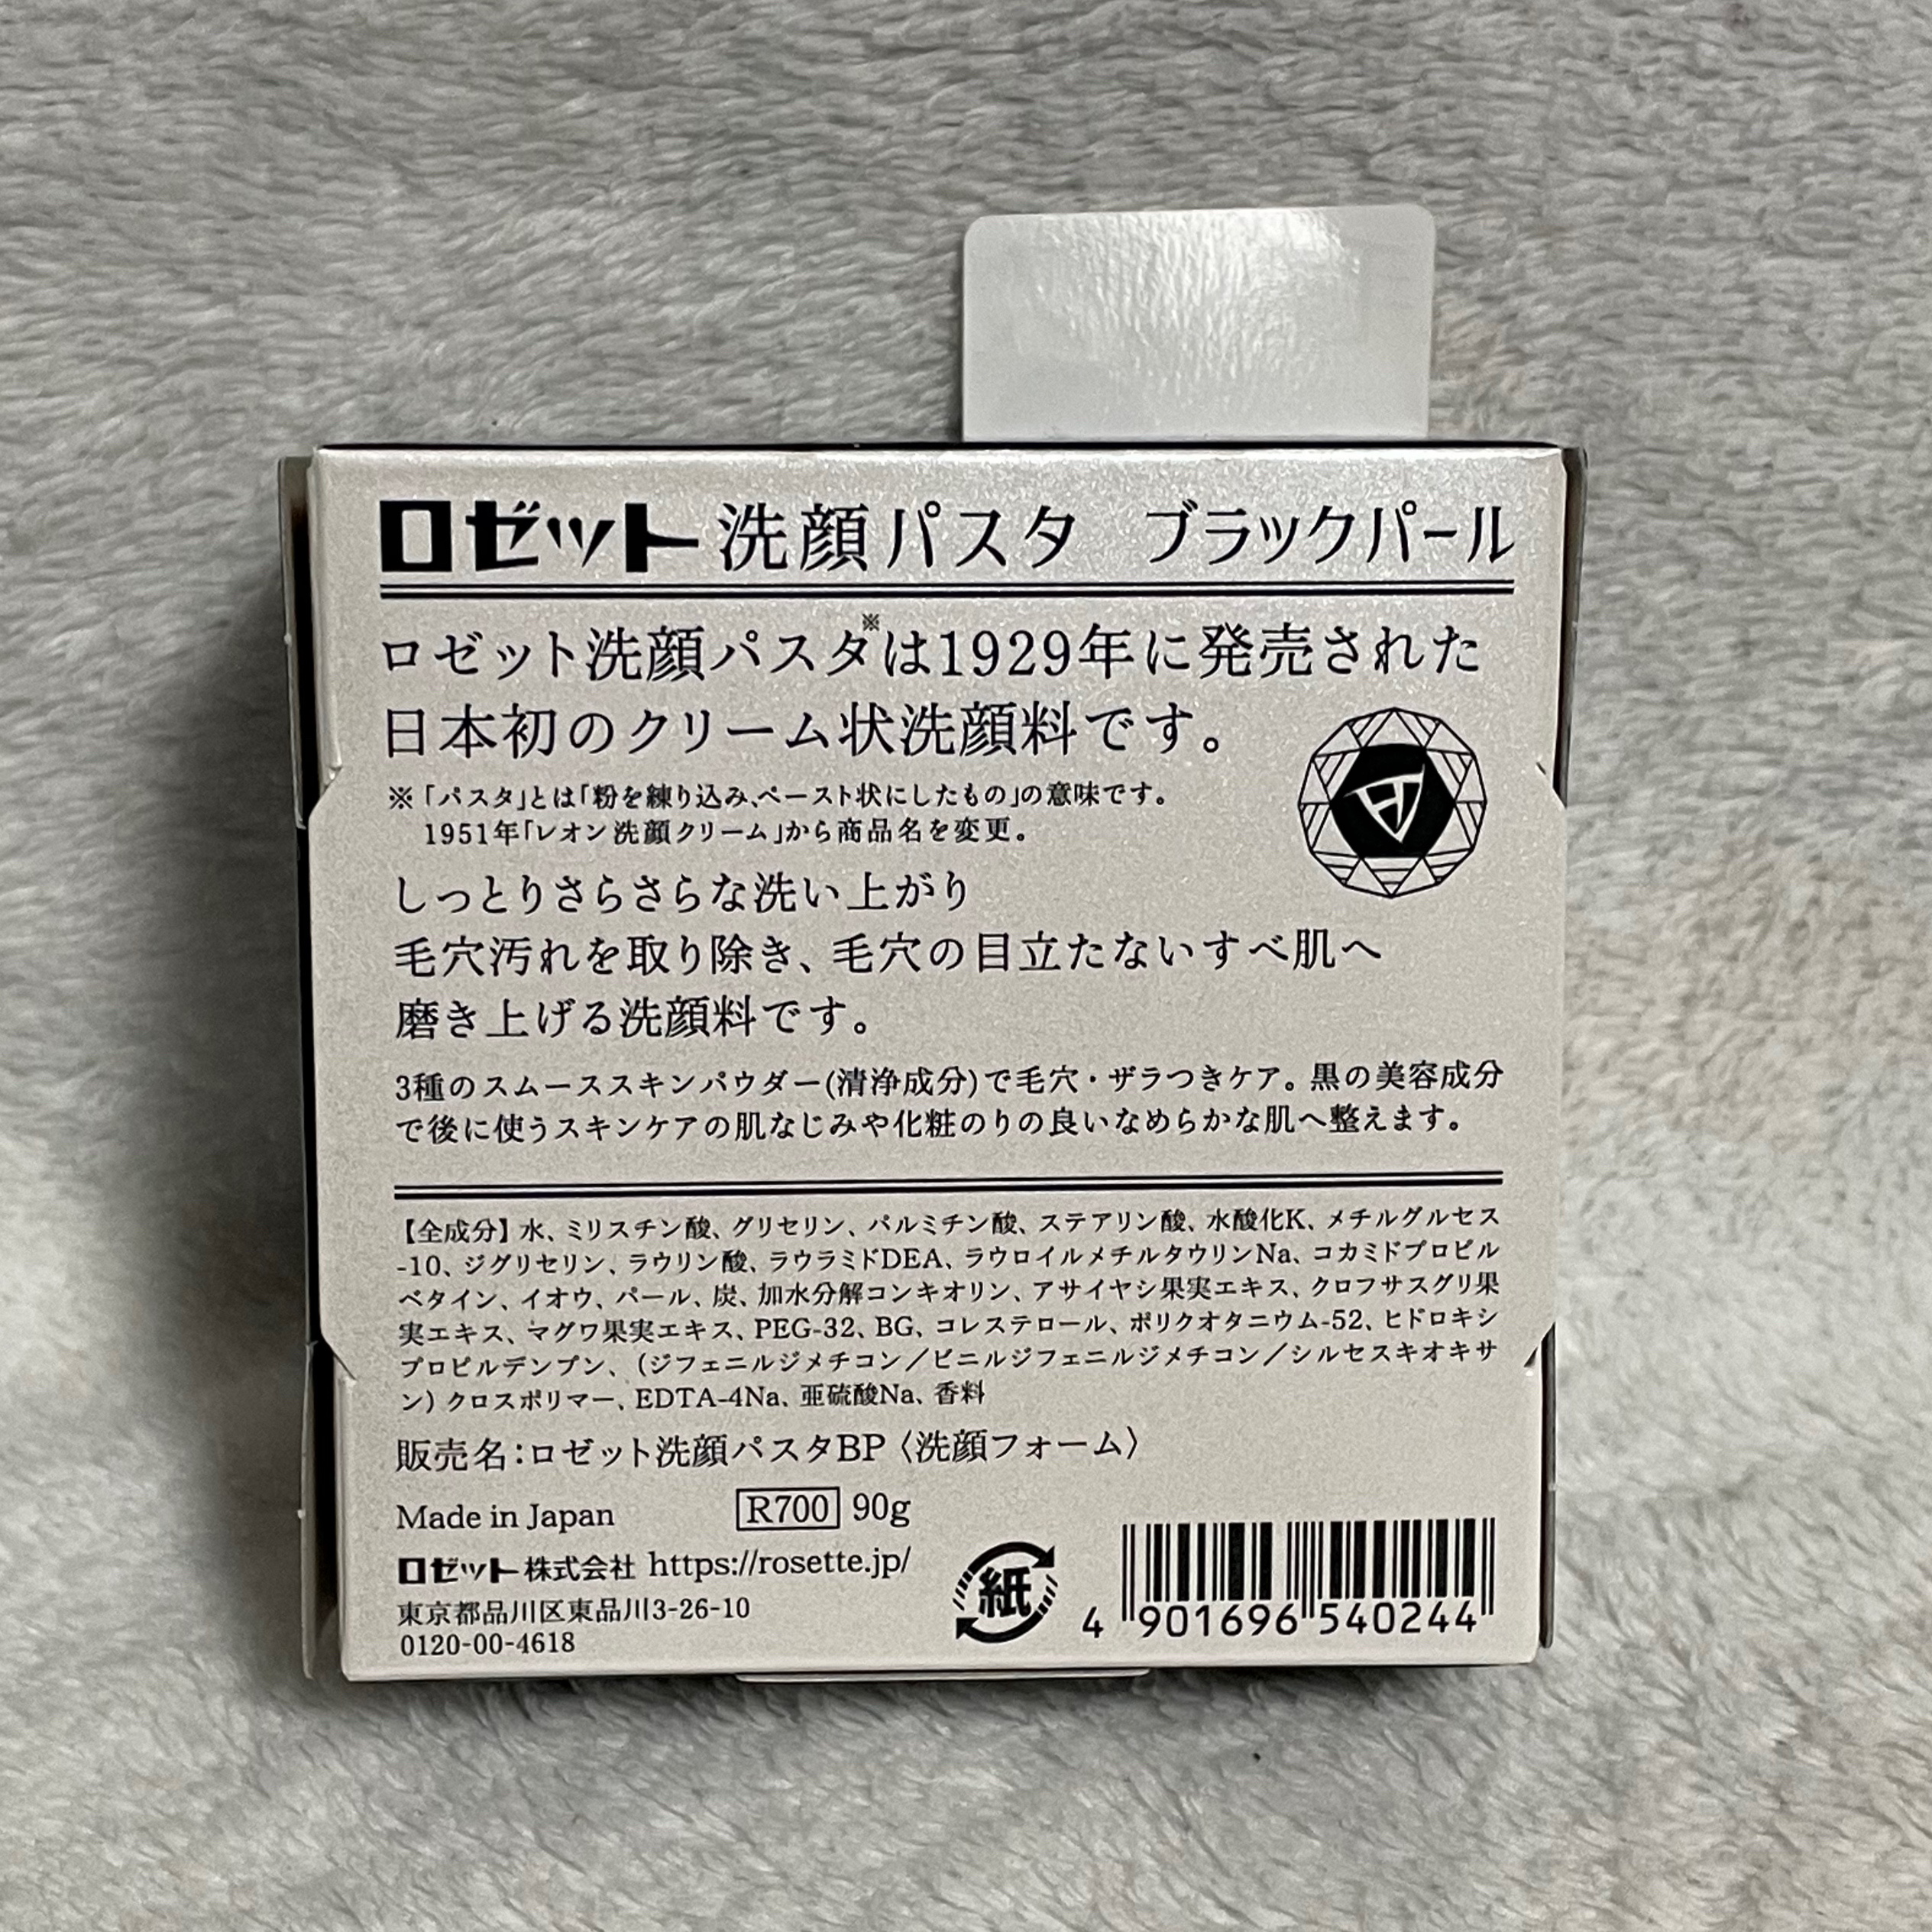 ロゼット洗顔パスタ ブラックパール
ロゼット洗顔パスタ※は1929年に発売された
日本初のクリーム状洗顔料です。
※「パスタ」とは「粉を練り込み、ペースト状にしたもの」の意味です。
1951年「レオン洗顔クリーム」から商品名を変更。
しっとりさらさらな洗い上がり
毛穴汚れを取り除き、毛穴の目立たないすべ肌へ
磨き上げる洗顔料です。
3種のスムーススキンパウダー(清浄成分)で毛穴・ザラつきケア。黒の美容成分
で後に使うスキンケアの肌なじみや化粧のりの良いなめらかな肌へ整えます。
【全成分】水、ミリスチン酸、グリセリン、パルミチン酸、ステアリン酸、水酸化K、メチルグルセス
-10、ジグリセリン、ラウリン酸、ラウラミドDEA、ラウロイルメチルタウリンNa、コカミドプロピル
ベタイン、イオウ、パール、炭、加水分解コンキオリン、アサイヤシ果実エキス、クロフサスグリ果
実エキス、マグワ果実エキス、PEG-32、BG、コレステロール、ポリクオタニウム-52、ヒドロキシ
プロピルデンプン、(ジフェニルジメチコン／ビニルジフェニルジメチコン／シルセスキオキサ
ン)クロスポリマー、EDTA-4Na、亜硫酸Na、香料
販売名：ロゼット洗顔パスタBP〈洗顔フォーム〉
Made in Japan R700 90g
ロゼット株式会社 https://rosette.jp/
東京都品川区東品川3-26-10
0120-00-4618
紙
4 901696 540244